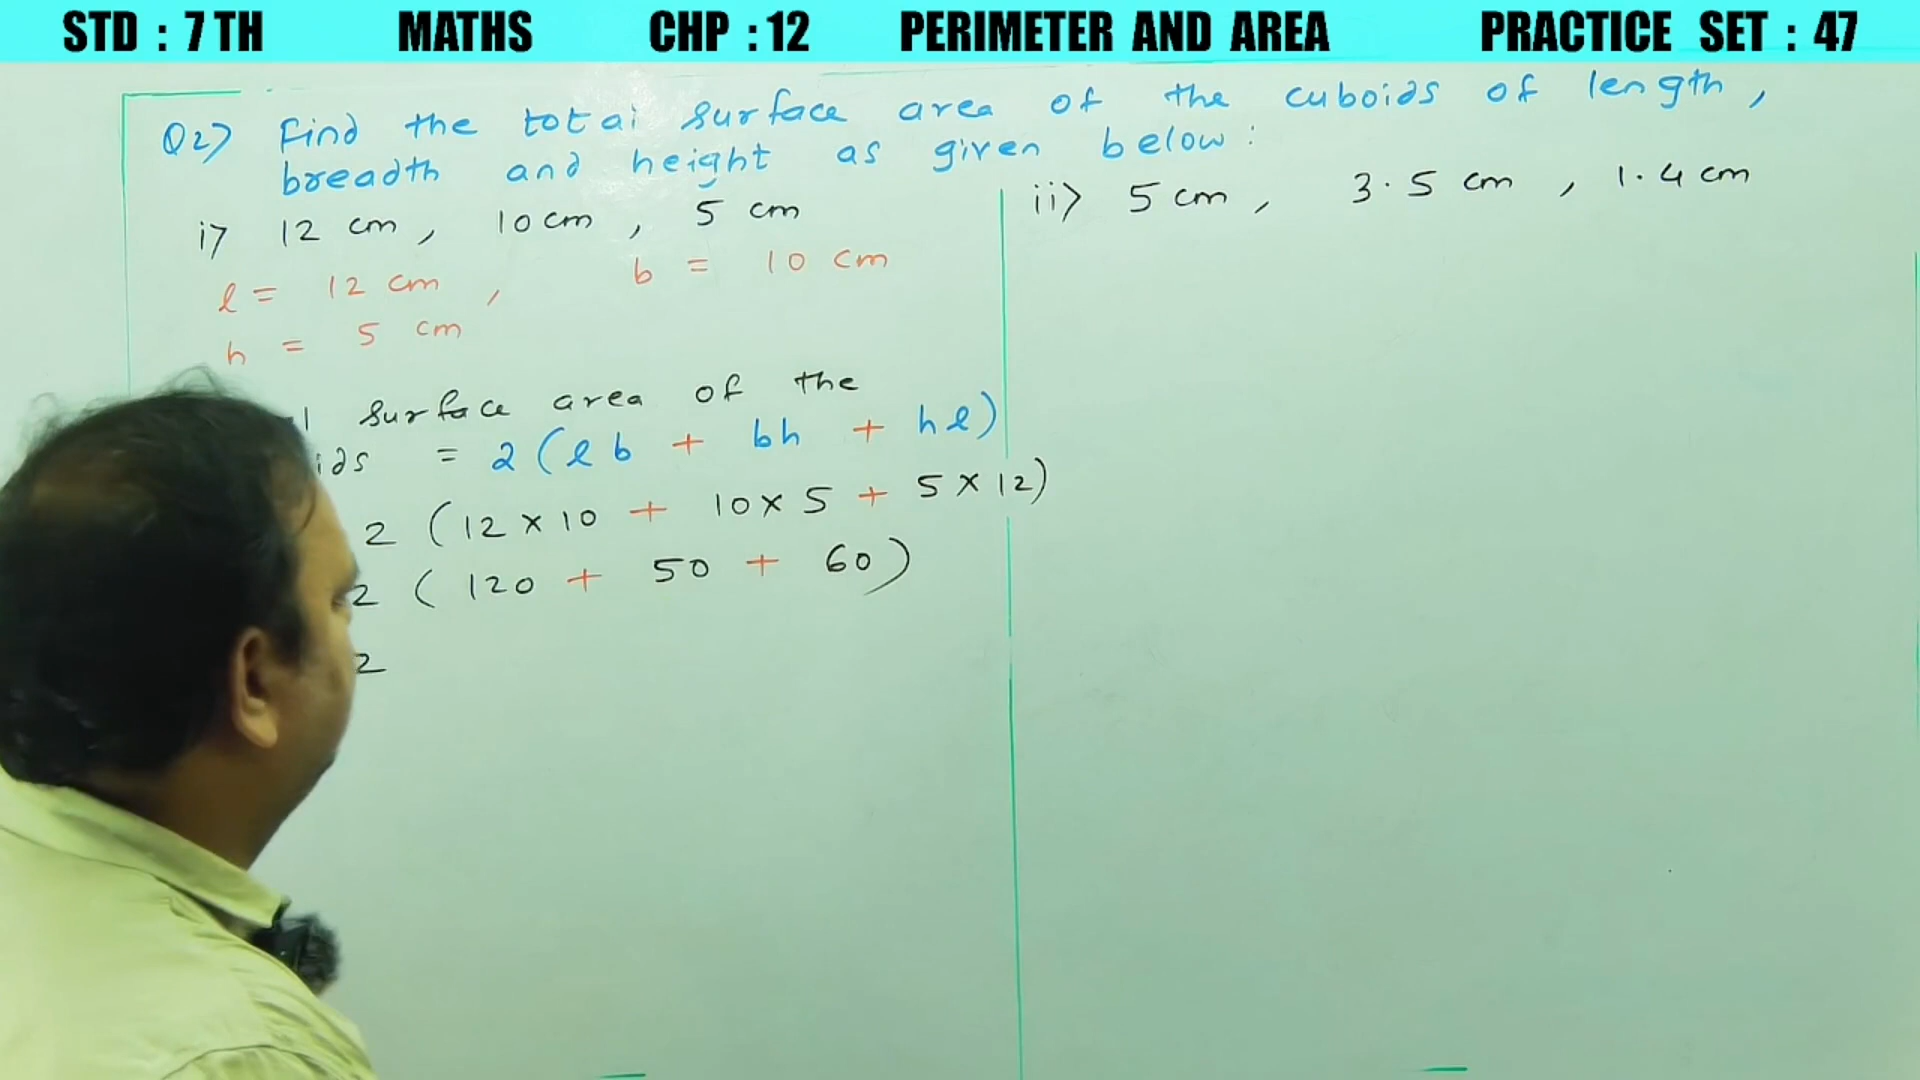 STD : 7 TH MATHS CHP : 12 PERIMETER AND AREA PRACTICE SET : 47
Q2) Find the total surface area of the cuboids of length,
breadth and height as given below:
i) 12 cm, 10 cm, 5 cm
l = 12 cm, b = 10 cm
h = 5 cm
surface area of the
= 2 (lb + bh + hl)
2 (12 × 10 + 10 × 5 + 5 × 12)
2 (120 + 50 + 60)
2
ii) 5 cm, 3.5 cm, 1.4 cm